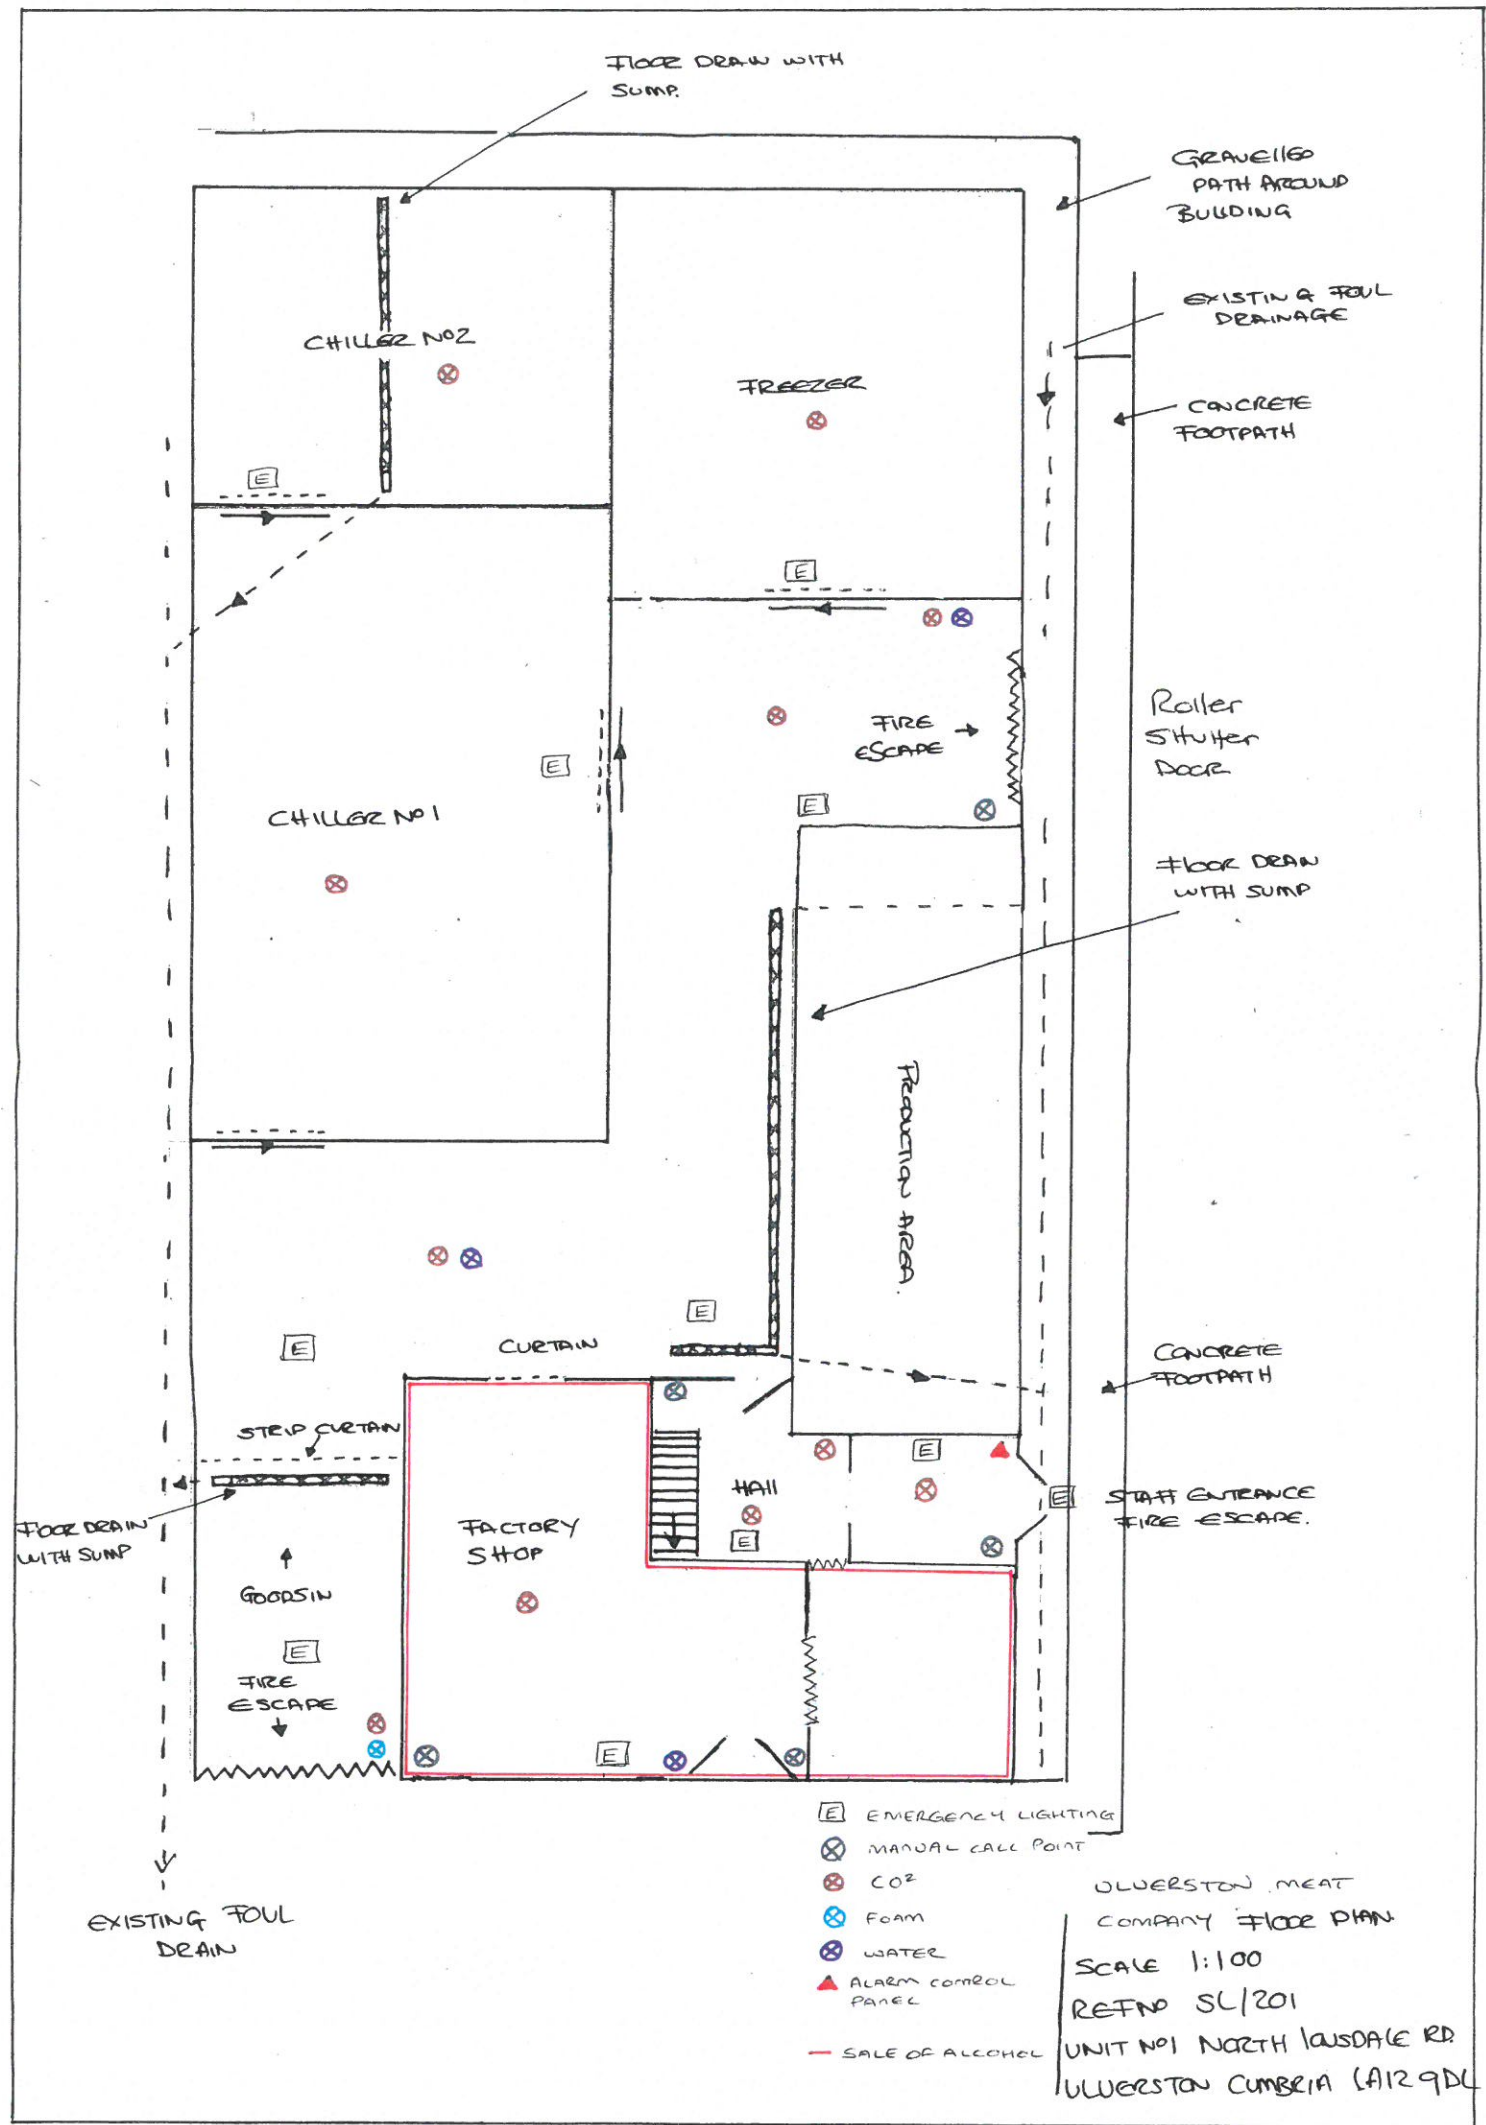 FLOOR DRAIN WITH
SUMP.
GRAVELLED
PATH AROUND
BUILDING
EXISTING FOUL
DRAINAGE
CONCRETE
FOOTPATH
CHILLER Nº2
FREEZER
E
E
FIRE
ESCAPE
Roller
Shutter
DOOR
E
E
CHILLER Nº1
FLOOR DRAIN
WITH SUMP
PRODUCTION AREA.
E
E
CURTAIN
CONCRETE
FOOTPATH
STRIP CURTAIN
E
HALL
E
STAFF ENTRANCE
FIRE ESCAPE.
FLOOR DRAIN
WITH SUMP
FACTORY
SHOP
E
GOODS IN
E
FIRE
ESCAPE
E
E EMERGENCY LIGHTING
MANUAL CALL POINT
CO²
FOAM
WATER
ALARM CONTROL
PANEL
SALE OF ALCOHOL
EXISTING FOUL
DRAIN
ULVERSTON MEAT
COMPANY FLOOR PLAN.
SCALE 1:100
REF Nº SL/201
UNIT Nº1 NORTH LONSDALE RD.
ULVERSTON CUMBRIA LA12 9DL